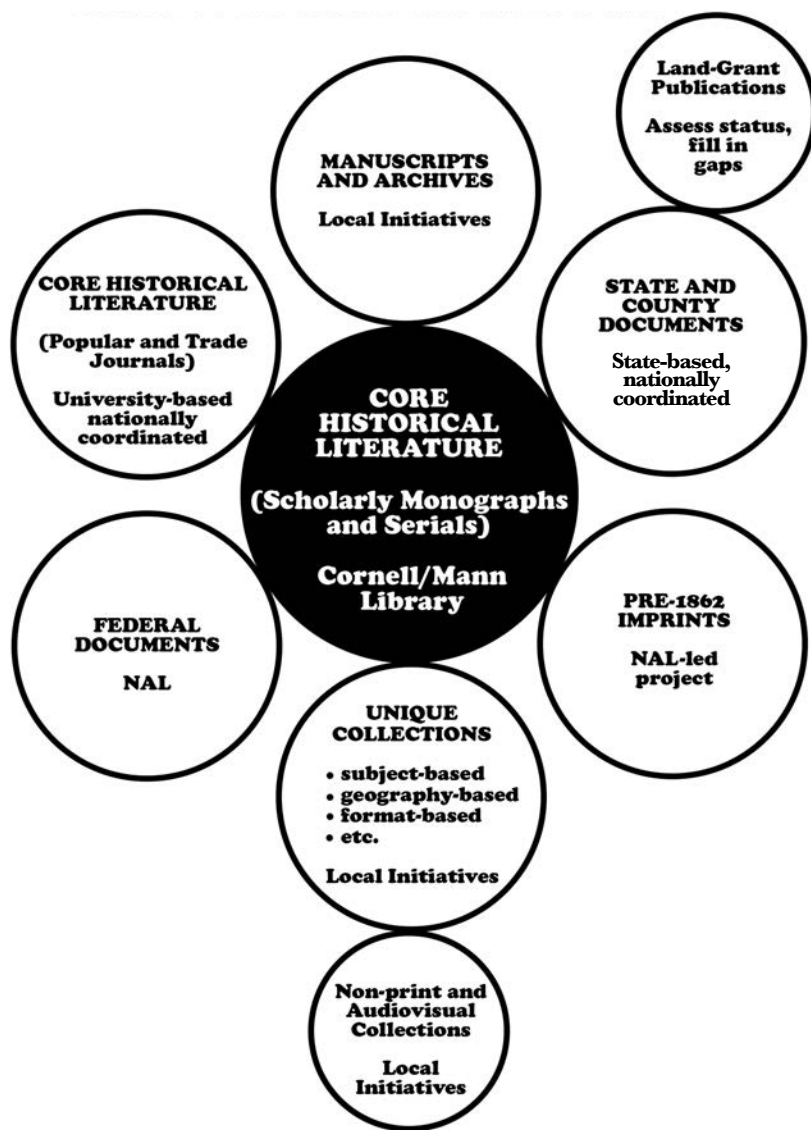 Land-Grant
Publications
Assess status,
fill in
gaps
MANUSCRIPTS
AND ARCHIVES
Local Initiatives
CORE HISTORICAL
LITERATURE
(Popular and Trade
Journals)
University-based
nationally
coordinated
STATE AND
COUNTY
DOCUMENTS
State-based,
nationally
coordinated
CORE
HISTORICAL
LITERATURE
(Scholarly Monographs
and Serials)
Cornell/Mann
Library
FEDERAL
DOCUMENTS
NAL
PRE-1862
IMPRINTS
NAL-led
project
UNIQUE
COLLECTIONS
• subject-based
• geography-based
• format-based
• etc.
Local Initiatives
Non-print and
Audiovisual
Collections
Local
Initiatives